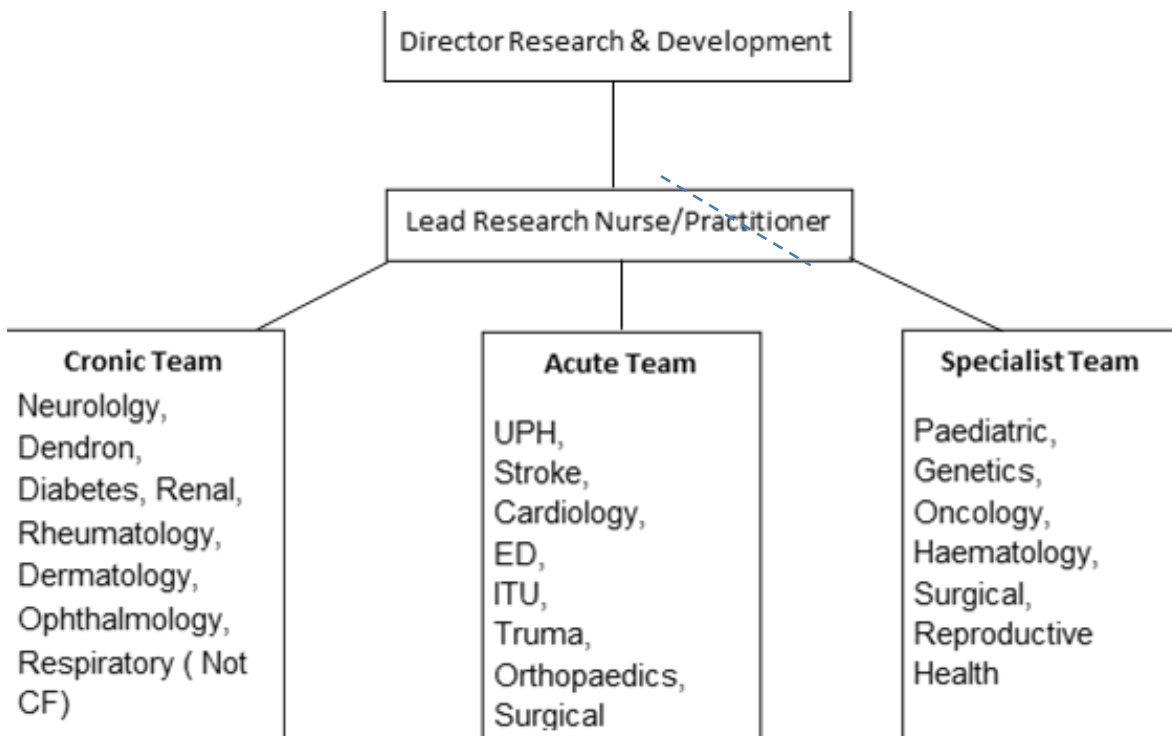 Director Research & Development
Lead Research Nurse/Practitioner
Cronic Team
Neurololgy,
Dendron,
Diabetes, Renal,
Rheumatology,
Dermatology,
Ophthalmology,
Respiratory ( Not
CF)
Acute Team
UPH,
Stroke,
Cardiology,
ED,
ITU,
Truma,
Orthopaedics,
Surgical
Specialist Team
Paediatric,
Genetics,
Oncology,
Haematology,
Surgical,
Reproductive
Health